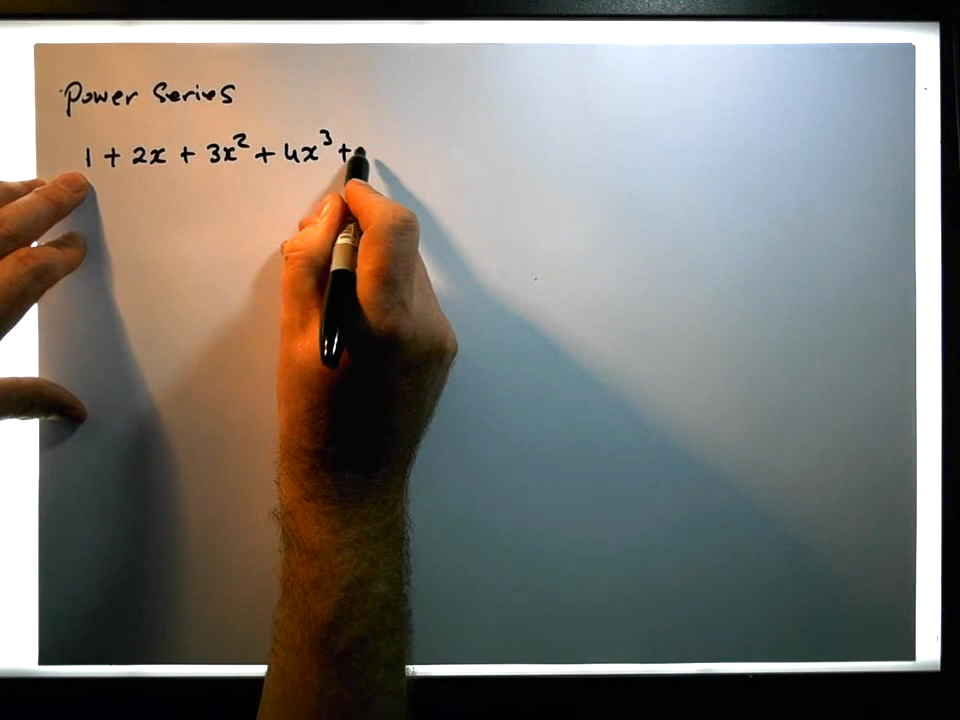 Power Series
1 + 2x + 3x² + 4x³ +